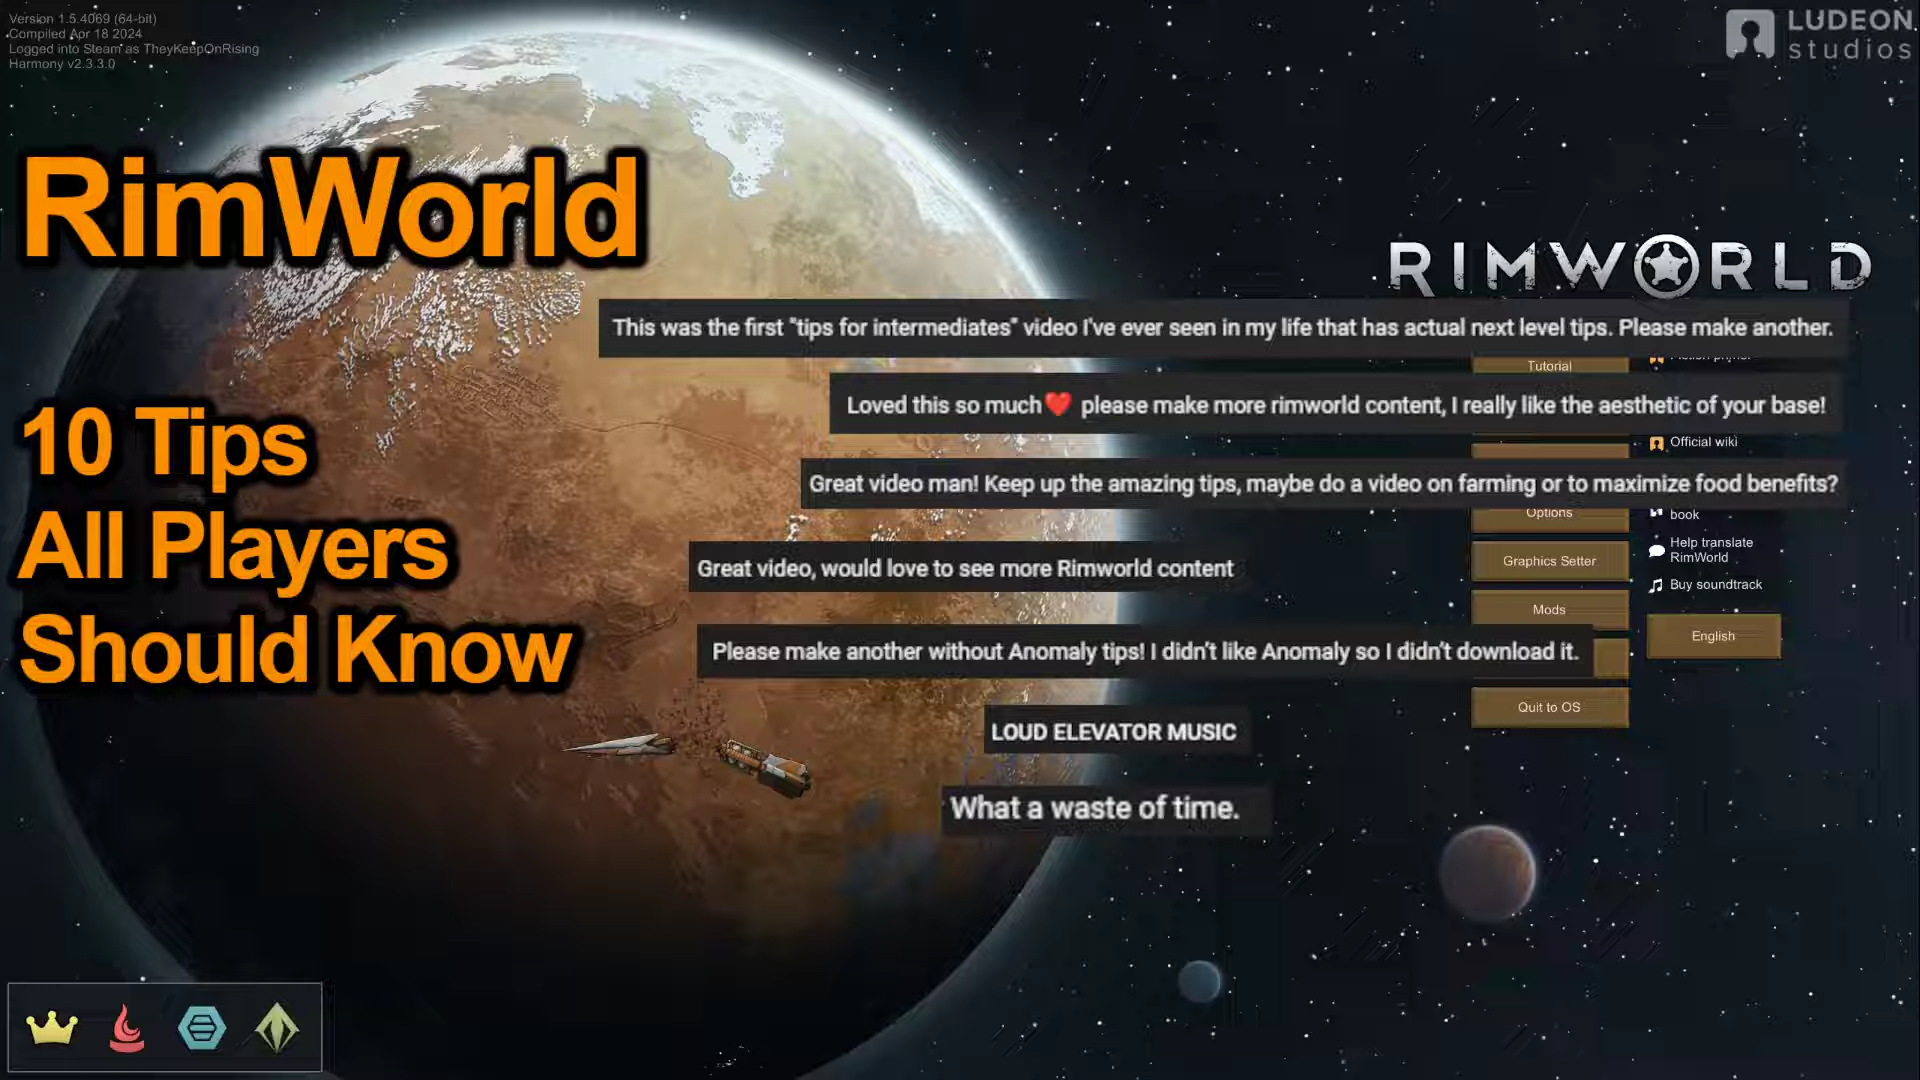 Version 1.5.4069 (64-bit)
Compiled Apr 18 2024
Logged into Steam as TheyKeepOnRising
Harmony v2.3.3.0
LUDEON
studios
RimWorld
RIMWORLD
This was the first "tips for intermediates" video I've ever seen in my life that has actual next level tips. Please make another.
Tutorial
Loved this so much❤️ please make more rimworld content, I really like the aesthetic of your base!
10 Tips
All Players
Should Know
Official wiki
Great video man! Keep up the amazing tips, maybe do a video on farming or to maximize food benefits?
Options
book
Great video, would love to see more Rimworld content
Graphics Setter
Help translate
RimWorld
Buy soundtrack
Mods
English
Please make another without Anomaly tips! I didn't like Anomaly so I didn't download it.
Quit to OS
LOUD ELEVATOR MUSIC
What a waste of time.